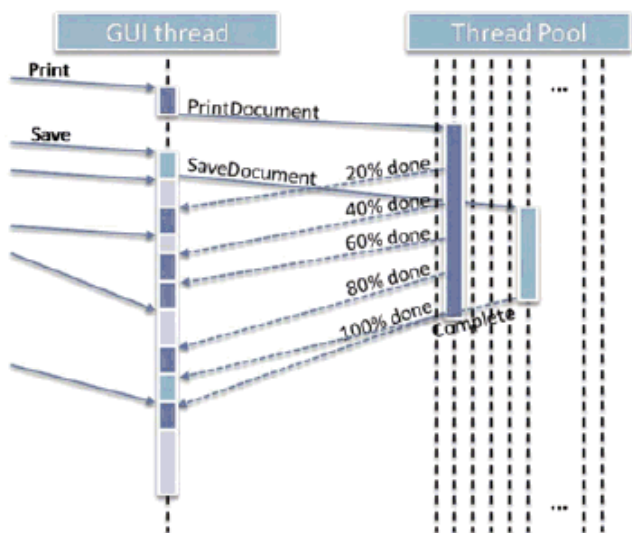 GUI thread
Thread Pool
...
Print
PrintDocument
Save
SaveDocument
20% done
40% done
60% done
80% done
100% done
Complete
...